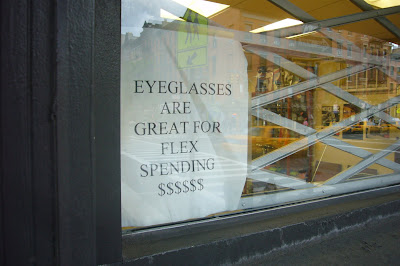 EYEGLASSES
ARE
GREAT FOR
FLEX
SPENDING
$$$$$$